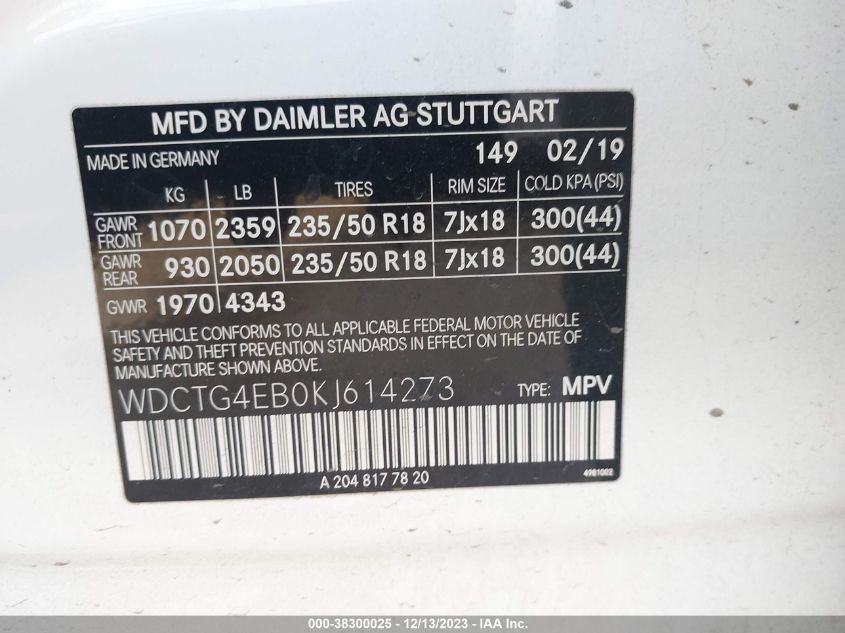 MFD BY DAIMLER AG STUTTGART
MADE IN GERMANY 149 02/19
KG LB TIRES RIM SIZE COLD KPA (PSI)
GAWR FRONT 1070 2359 235/50 R18 7Jx18 300(44)
GAWR REAR 930 2050 235/50 R18 7Jx18 300(44)
GVWR 1970 4343
THIS VEHICLE CONFORMS TO ALL APPLICABLE FEDERAL MOTOR VEHICLE
SAFETY AND THEFT PREVENTION STANDARDS IN EFFECT ON THE DATE OF
MANUFACTURE SHOWN ABOVE.
WDCTG4EB0KJ614273 TYPE: MPV
A 204 817 78 20
4981002
000-38300025 - 12/13/2023 - IAA Inc.